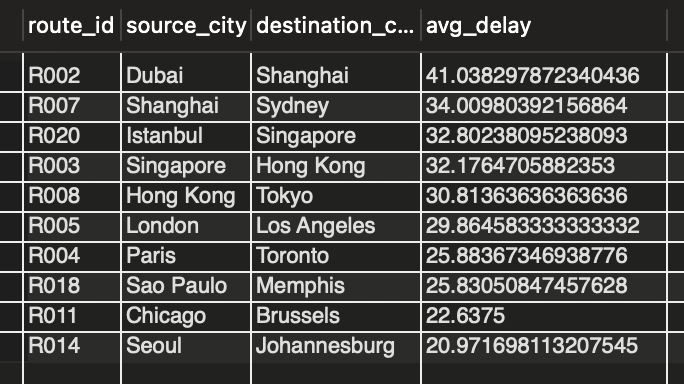 route_id source_city destination_c... avg_delay
R002 Dubai Shanghai 41.038297872340436
R007 Shanghai Sydney 34.00980392156864
R020 Istanbul Singapore 32.80238095238093
R003 Singapore Hong Kong 32.1764705882353
R008 Hong Kong Tokyo 30.81363636363636
R005 London Los Angeles 29.864583333333332
R004 Paris Toronto 25.88367346938776
R018 Sao Paulo Memphis 25.83050847457628
R011 Chicago Brussels 22.6375
R014 Seoul Johannesburg 20.971698113207545